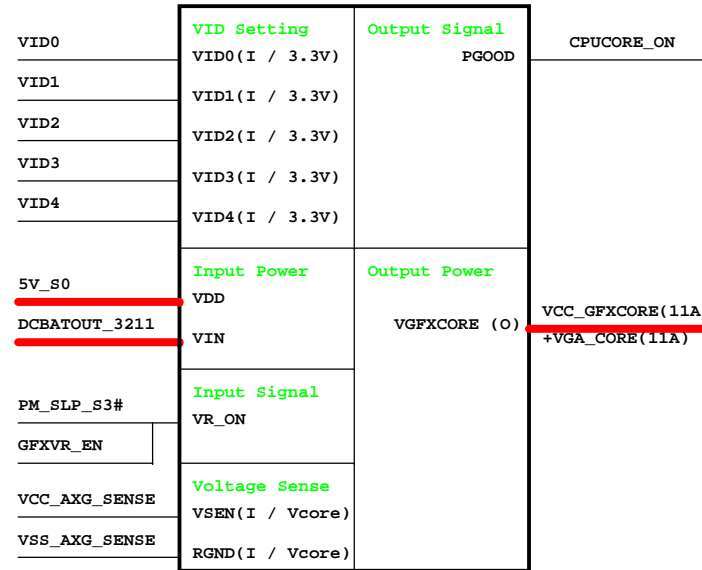 VID Setting
Output Signal
VID0
VID0(I / 3.3V)
PGOOD
CPUCORE_ON
VID1
VID1(I / 3.3V)
VID2
VID2(I / 3.3V)
VID3
VID3(I / 3.3V)
VID4
VID4(I / 3.3V)
Input Power
Output Power
5V_S0
VDD
DCBATOUT_3211
VIN
VGFXCORE (O)
VCC_GFXCORE(11A
+VGA_CORE(11A)
Input Signal
PM_SLP_S3#
VR_ON
GFXVR_EN
Voltage Sense
VCC_AXG_SENSE
VSEN(I / Vcore)
VSS_AXG_SENSE
RGND(I / Vcore)